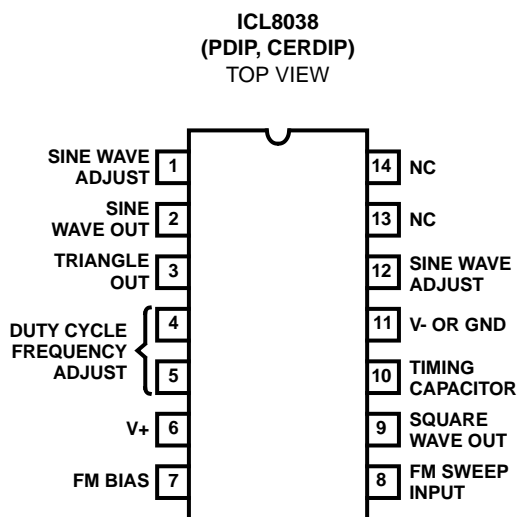 ICL8038
(PDIP, CERDIP)
TOP VIEW
SINE WAVE
ADJUST
1
SINE
WAVE OUT
2
TRIANGLE
OUT
3
DUTY CYCLE
FREQUENCY
ADJUST
4
5
V+
6
FM BIAS
7
14
NC
13
NC
12
SINE WAVE
ADJUST
11
V- OR GND
10
TIMING
CAPACITOR
9
SQUARE
WAVE OUT
8
FM SWEEP
INPUT